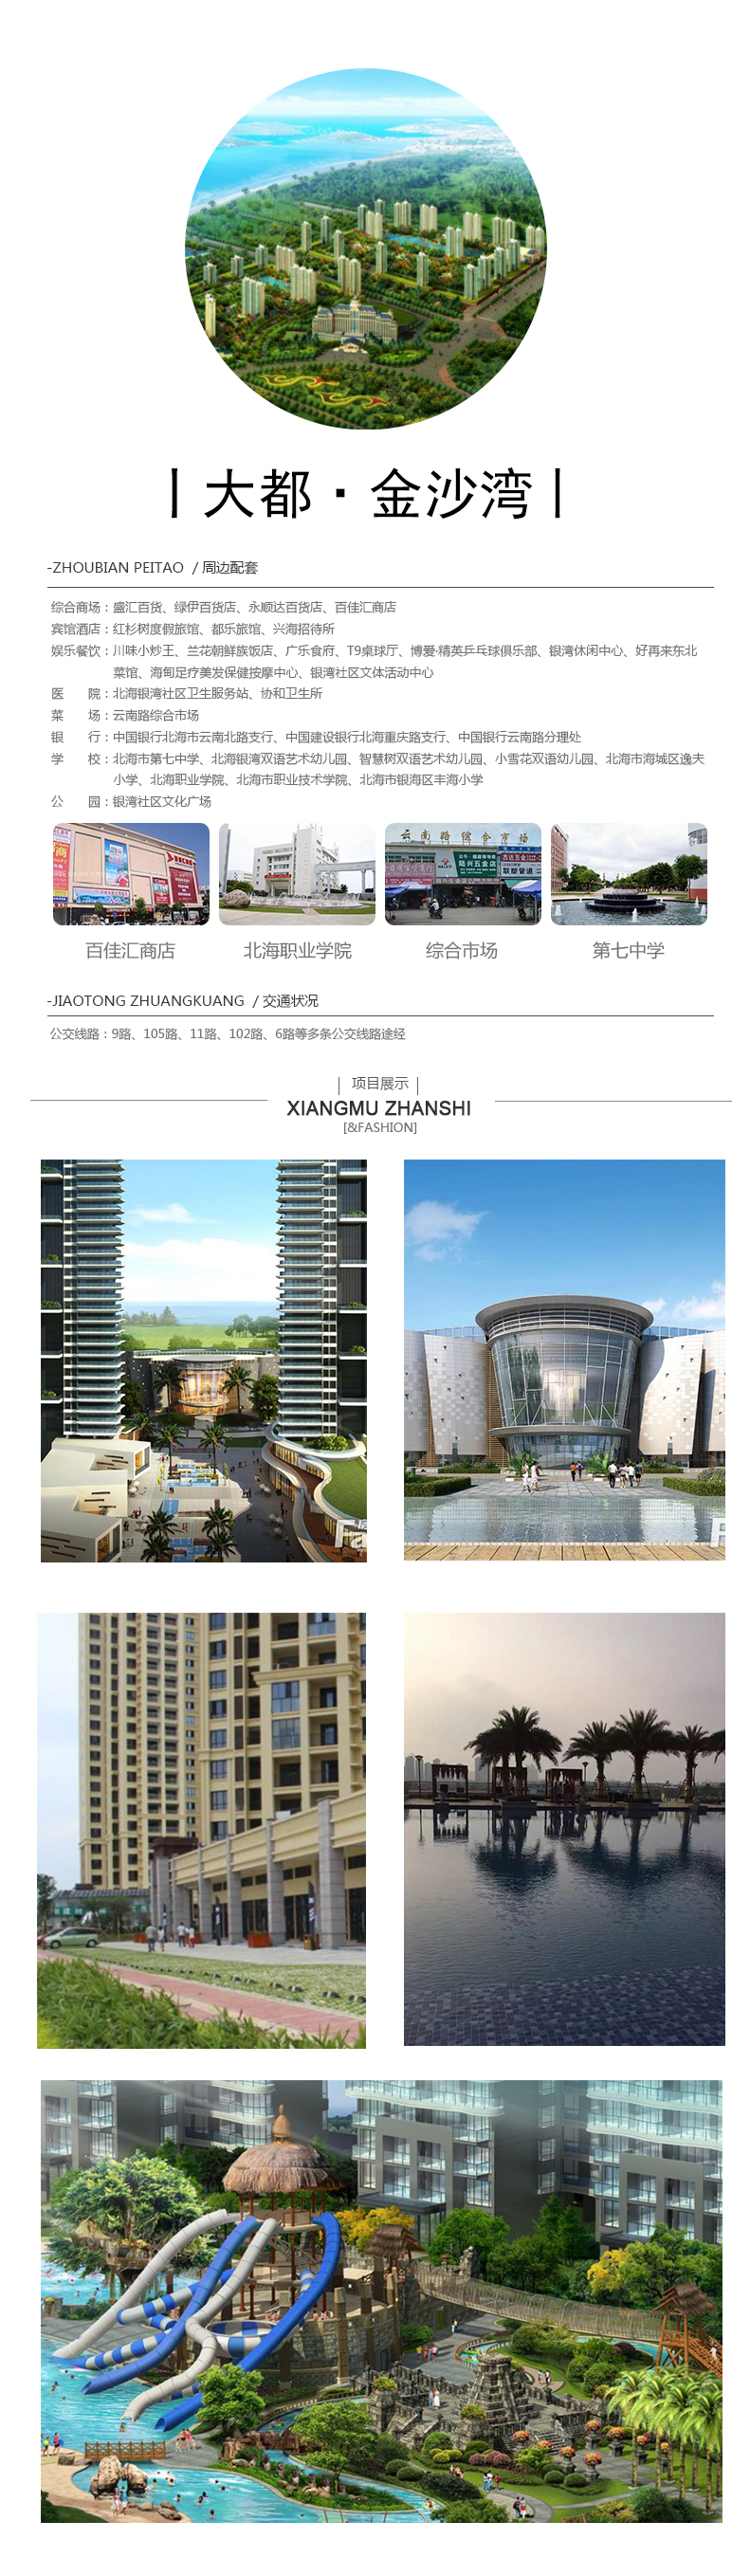 大都·金沙湾
-ZHOUBIAN PEITAO / 周边配套
综合商场：盛汇百货、绿伊百货店、永顺达百货店、百佳汇商店
宾馆酒店：红杉树度假旅馆、都乐旅馆、兴海招待所
娱乐餐饮：川味小炒王、兰花朝鲜族饭店、广乐食府、T9桌球厅、博爱·精英乒乓球俱乐部、银湾休闲中心、好再来东北
菜馆、海甸足疗美发保健按摩中心、银湾社区文体活动中心
医 院：北海银湾社区卫生服务站、协和卫生所
菜 场：云南路综合市场
银 行：中国银行北海市云南北路支行、中国建设银行北海重庆路支行、中国银行云南路分理处
学 校：北海市第七中学、北海银湾双语艺术幼儿园、智慧树双语艺术幼儿园、小雪花双语幼儿园、北海市海城区逸夫
小学、北海职业学院、北海市职业技术学院、北海市银海区丰海小学
公 园：银湾社区文化广场
云南路综合市场
陆兴五金店
联塑管道
百佳汇商店
北海职业学院
综合市场
第七中学
-JIAOTONG ZHUANGKUANG / 交通状况
公交线路：9路、105路、11路、102路、6路等多条公交线路途经
项目展示
XIANGMU ZHANSHI
[&FASHION]